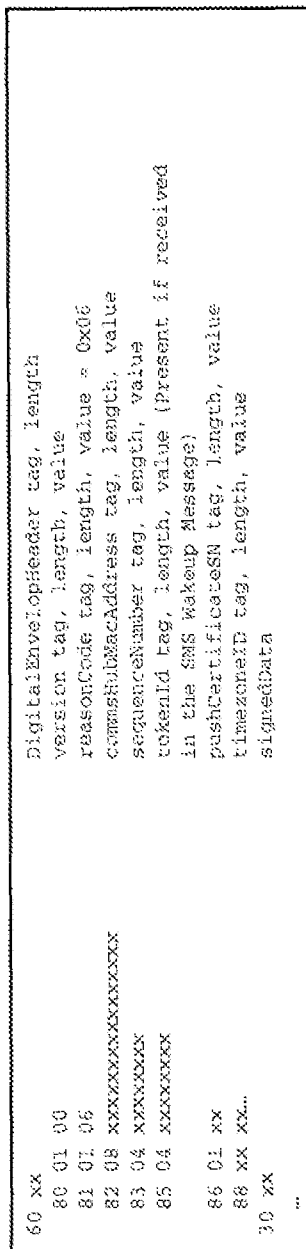 60 xx DigitalEnvelopHeader tag, length
80 01 00 version tag, length, value
81 01 06 reasonCode tag, length, value = 0x06
82 08 xxxxxxxxxxxxxxxx commsHubMacAddress tag, length, value
83 04 xxxxxxxx sequenceNumber tag, length, value
85 04 xxxxxxxx tokenId tag, length, value (Present if received
in the SMS Wakeup Message)
86 01 xx pushCertificateSN tag, length, value
88 xx xx… timezoneID tag, length, value
30 xx signedData
…